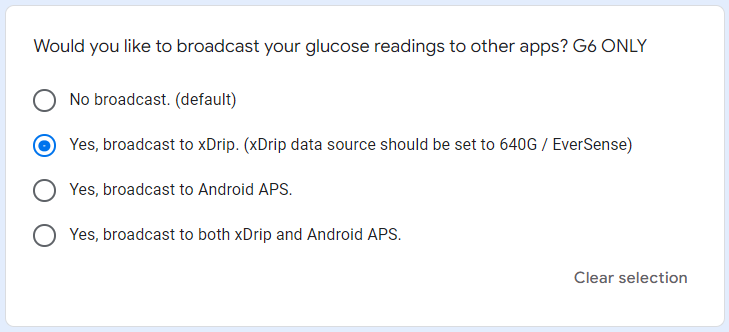 Would you like to broadcast your glucose readings to other apps? G6 ONLY
No broadcast. (default)
Yes, broadcast to xDrip. (xDrip data source should be set to 640G / EverSense)
Yes, broadcast to Android APS.
Yes, broadcast to both xDrip and Android APS.
Clear selection